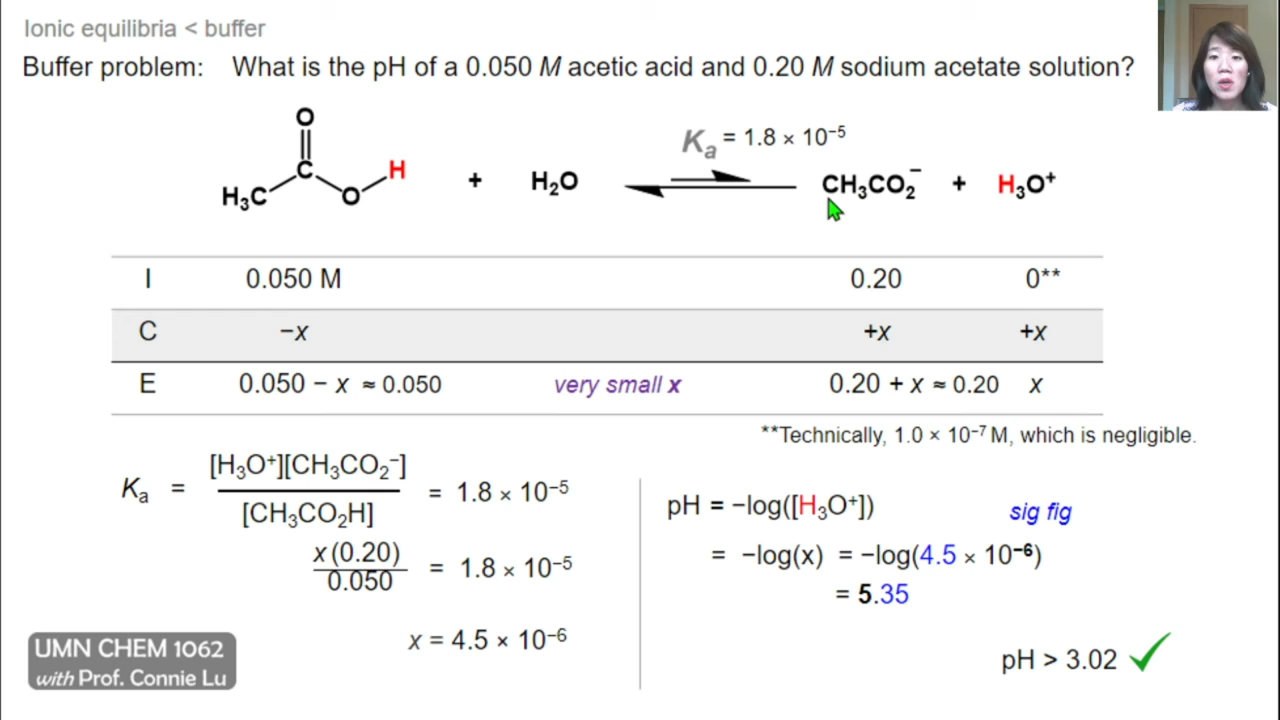 Ionic equilibria < buffer
Buffer problem: What is the pH of a 0.050 M acetic acid and 0.20 M sodium acetate solution?
O
C
H₃C
O
H
+ H₂O
Kₐ = 1.8 × 10⁻⁵
CH₃CO₂⁻ + H₃O⁺
I 0.050 M 0.20 0**
C −x +x +x
E 0.050 − x ≈ 0.050 very small x 0.20 + x ≈ 0.20 x
**Technically, 1.0 × 10⁻⁷ M, which is negligible.
Kₐ = [H₃O⁺][CH₃CO₂⁻] / [CH₃CO₂H] = 1.8 × 10⁻⁵
x (0.20) / 0.050 = 1.8 × 10⁻⁵
x = 4.5 × 10⁻⁶
pH = −log([H₃O⁺]) sig fig
= −log(x) = −log(4.5 × 10⁻⁶)
= 5.35
pH > 3.02
UMN CHEM 1062
with Prof. Connie Lu